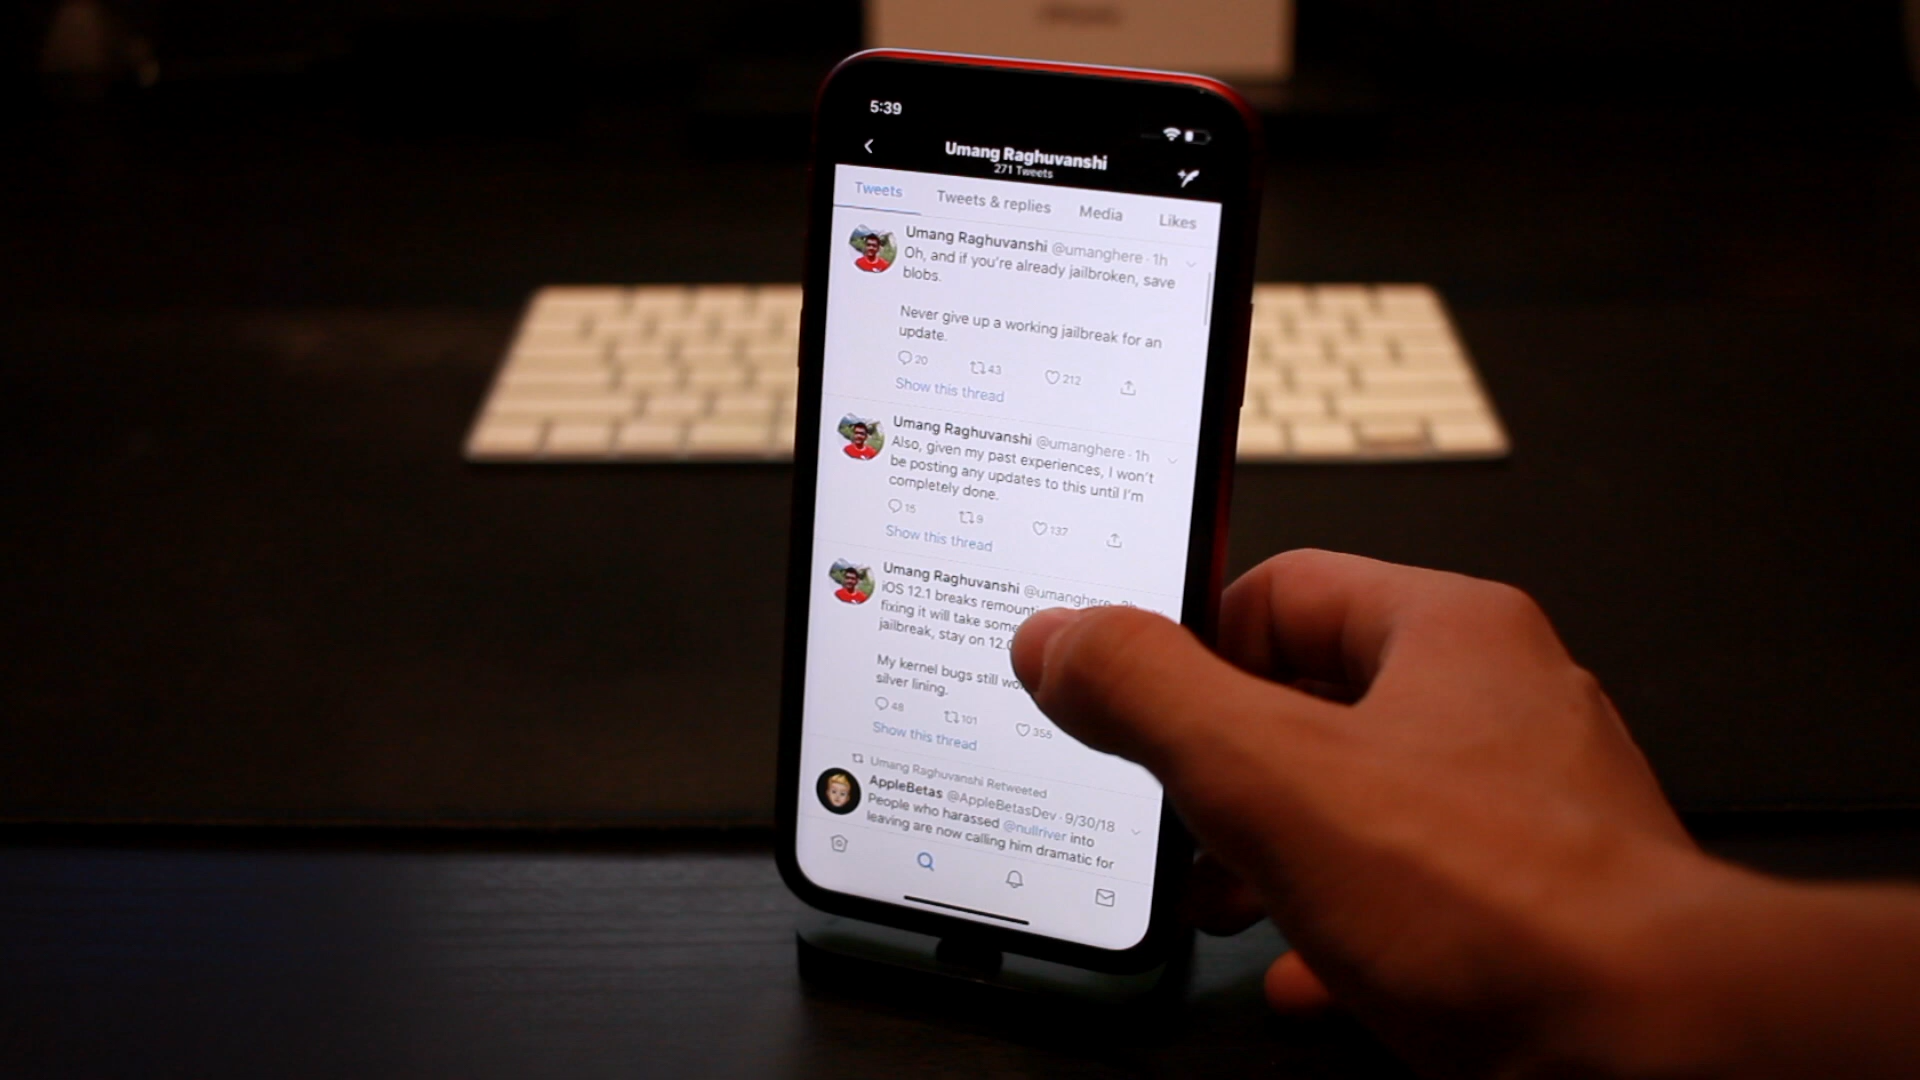 5:39
Umang Raghuvanshi
271 Tweets
Tweets Tweets & replies Media Likes
Umang Raghuvanshi @umanghere · 1h
Oh, and if you're already jailbroken, save
blobs.
Never give up a working jailbreak for an
update.
20 43 212
Show this thread
Umang Raghuvanshi @umanghere · 1h
Also, given my past experiences, I won't
be posting any updates to this until I'm
completely done.
15 9 137
Show this thread
Umang Raghuvanshi @umanghere
iOS 12.1 breaks
fixing it will take some
jailbreak, stay on
My kernel bugs still
silver lining.
48 101 355
Show this thread
Umang Raghuvanshi Retweeted
AppleBetas @AppleBetasDev · 9/30/18
People who harassed @nullriver into
leaving are now calling him dramatic for